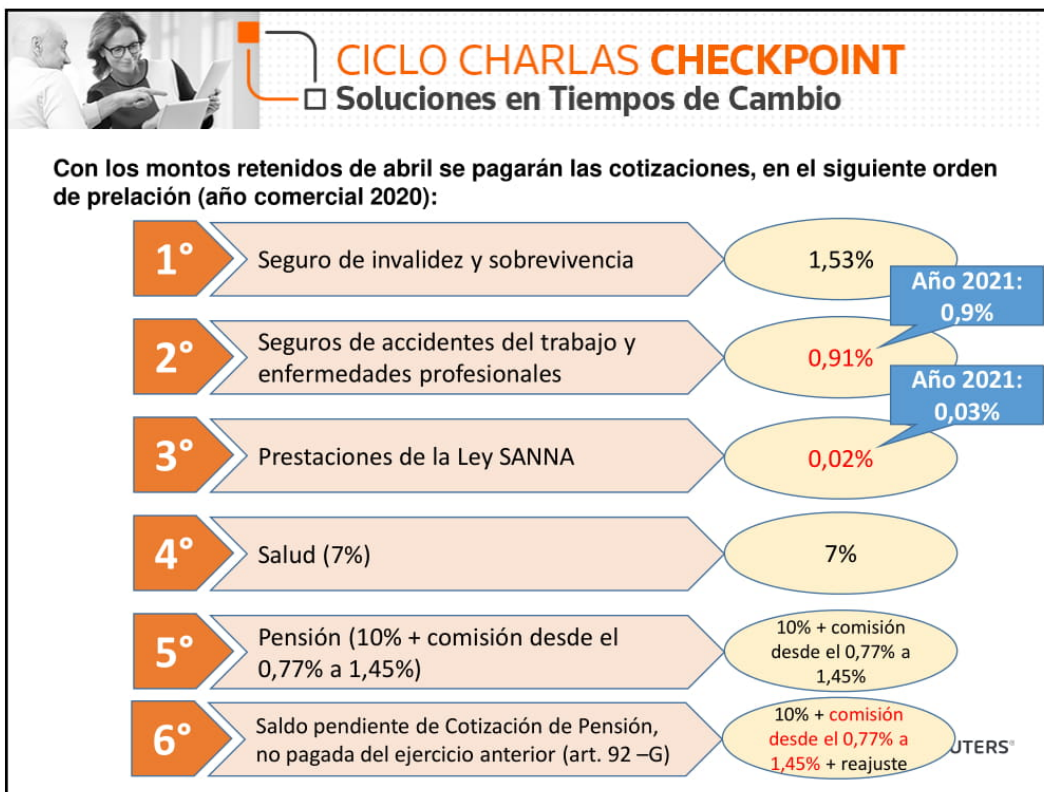 CICLO CHARLAS CHECKPOINT
Soluciones en Tiempos de Cambio
Con los montos retenidos de abril se pagarán las cotizaciones, en el siguiente orden
de prelación (año comercial 2020):
1°
Seguro de invalidez y sobrevivencia
1,53%
Año 2021:
0,9%
2°
Seguros de accidentes del trabajo y
enfermedades profesionales
0,91%
Año 2021:
0,03%
3°
Prestaciones de la Ley SANNA
0,02%
4°
Salud (7%)
7%
5°
Pensión (10% + comisión desde el
0,77% a 1,45%)
10% + comisión
desde el 0,77% a
1,45%
6°
Saldo pendiente de Cotización de Pensión,
no pagada del ejercicio anterior (art. 92 –G)
10% + comisión
desde el 0,77% a
1,45% + reajuste
UTERS®